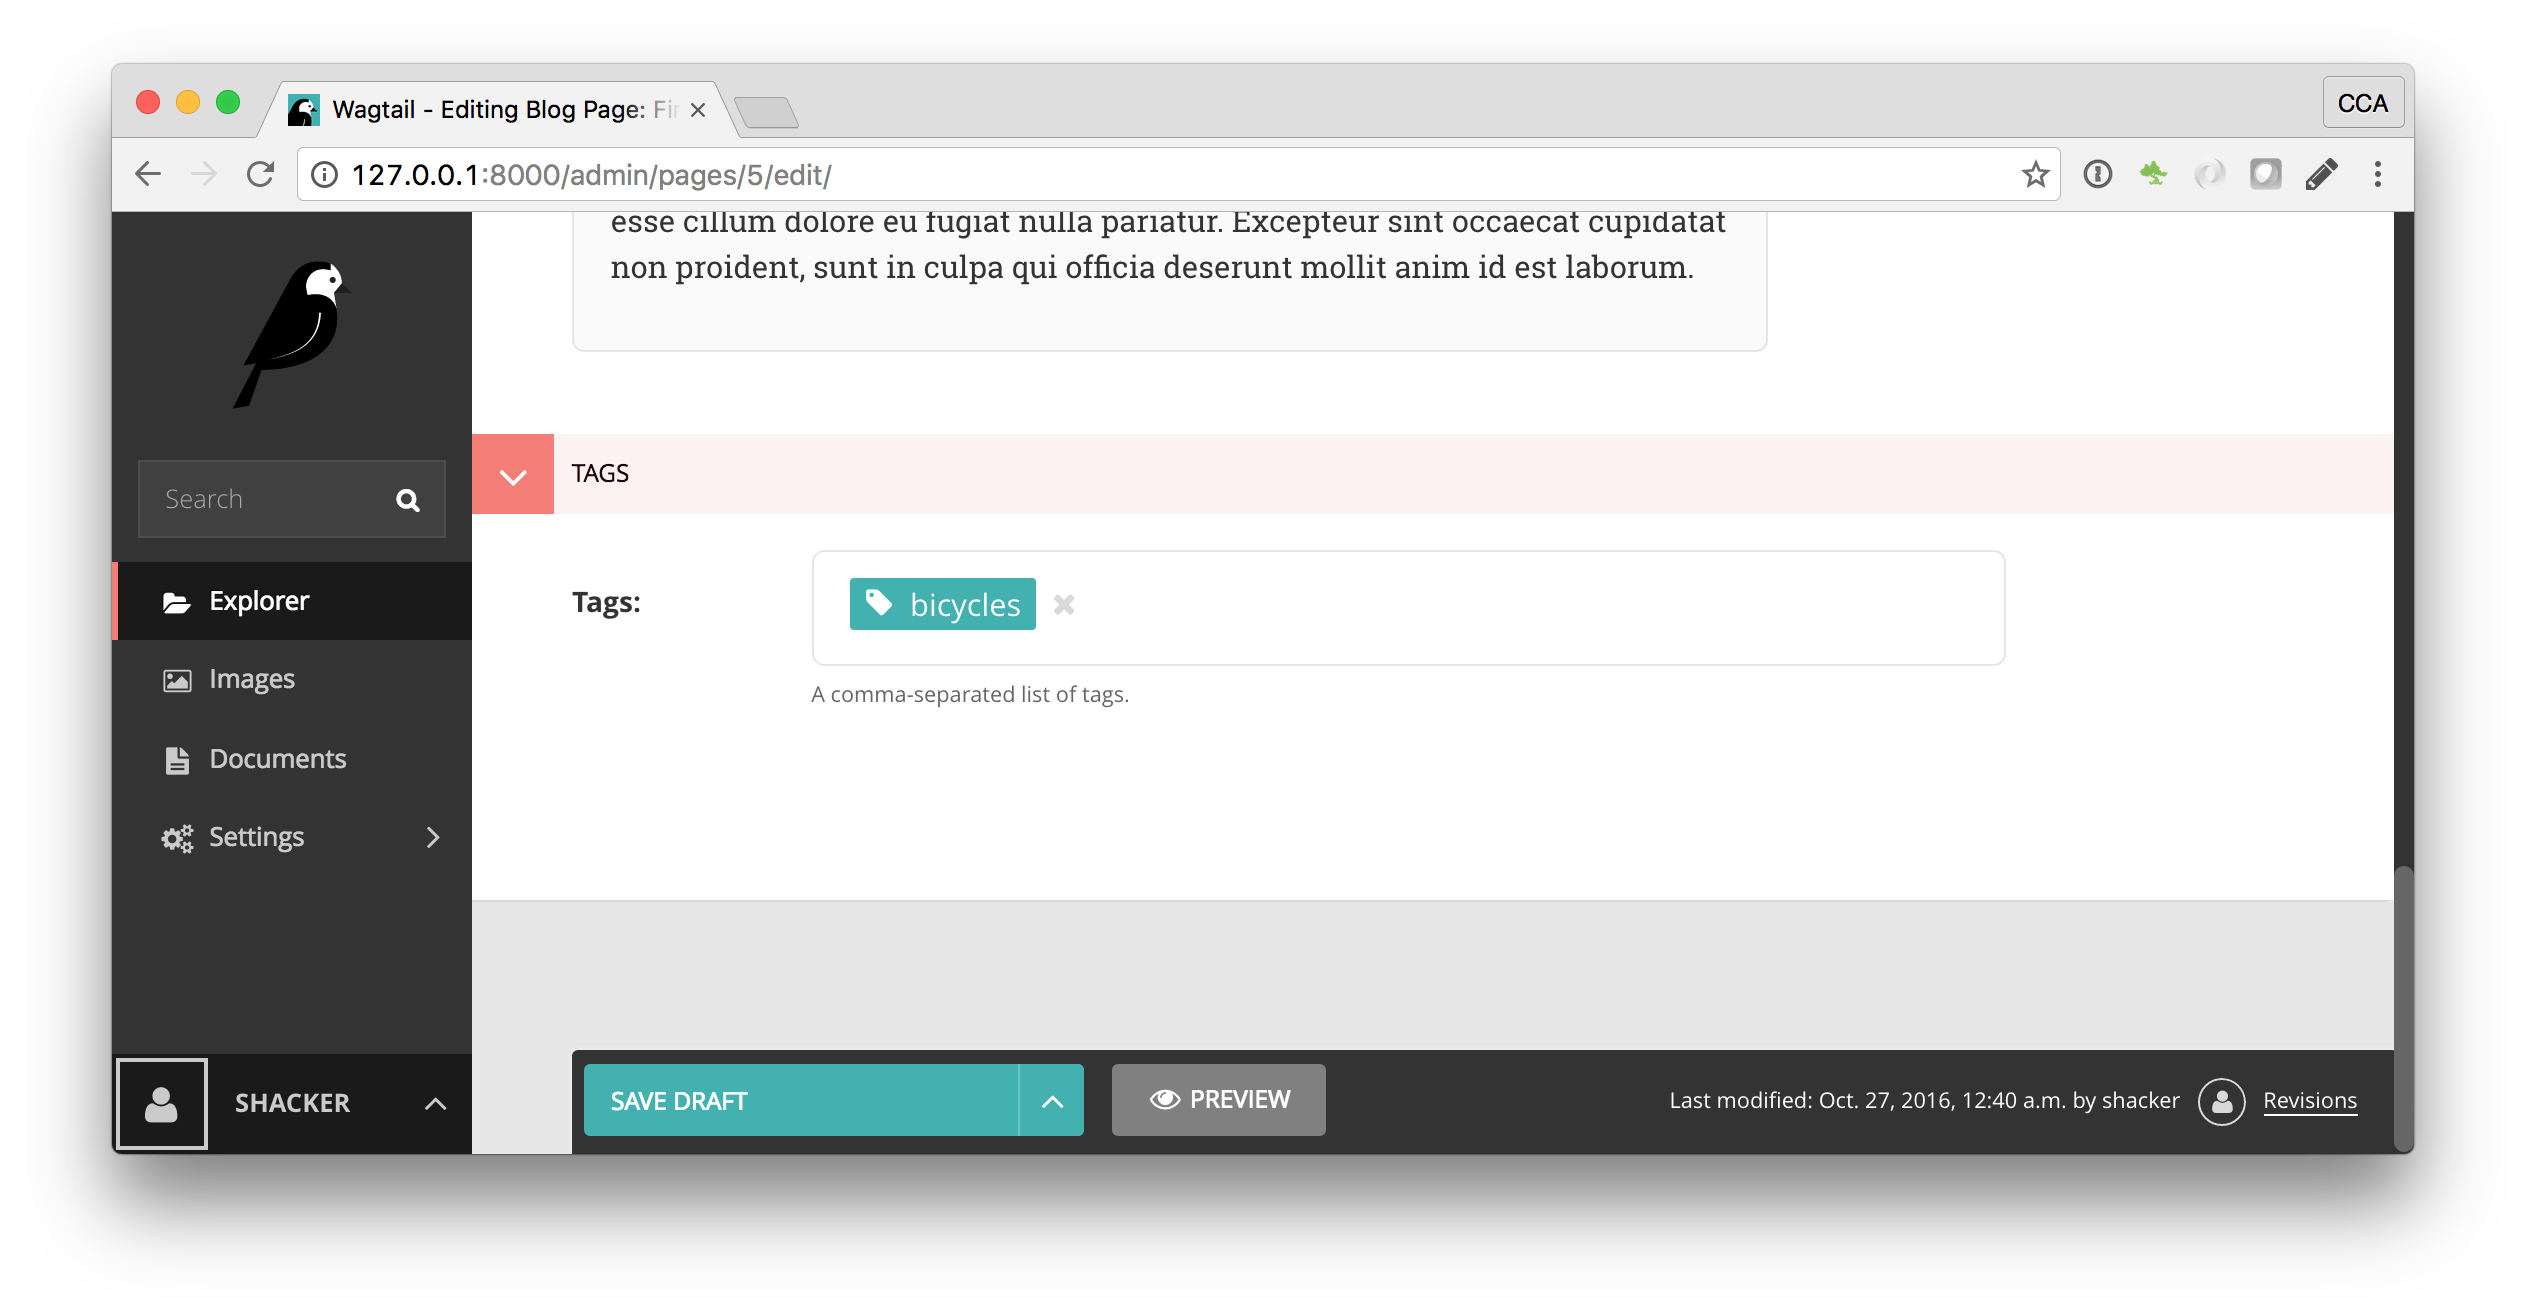 Wagtail - Editing Blog Page: Fir
CCA
127.0.0.1:8000/admin/pages/5/edit/
esse cillum dolore eu fugiat nulla pariatur. Excepteur sint occaecat cupidatat
non proident, sunt in culpa qui officia deserunt mollit anim id est laborum.
Search
Explorer
Images
Documents
Settings
TAGS
Tags:
bicycles
A comma-separated list of tags.
SHACKER
SAVE DRAFT
PREVIEW
Last modified: Oct. 27, 2016, 12:40 a.m. by shacker
Revisions